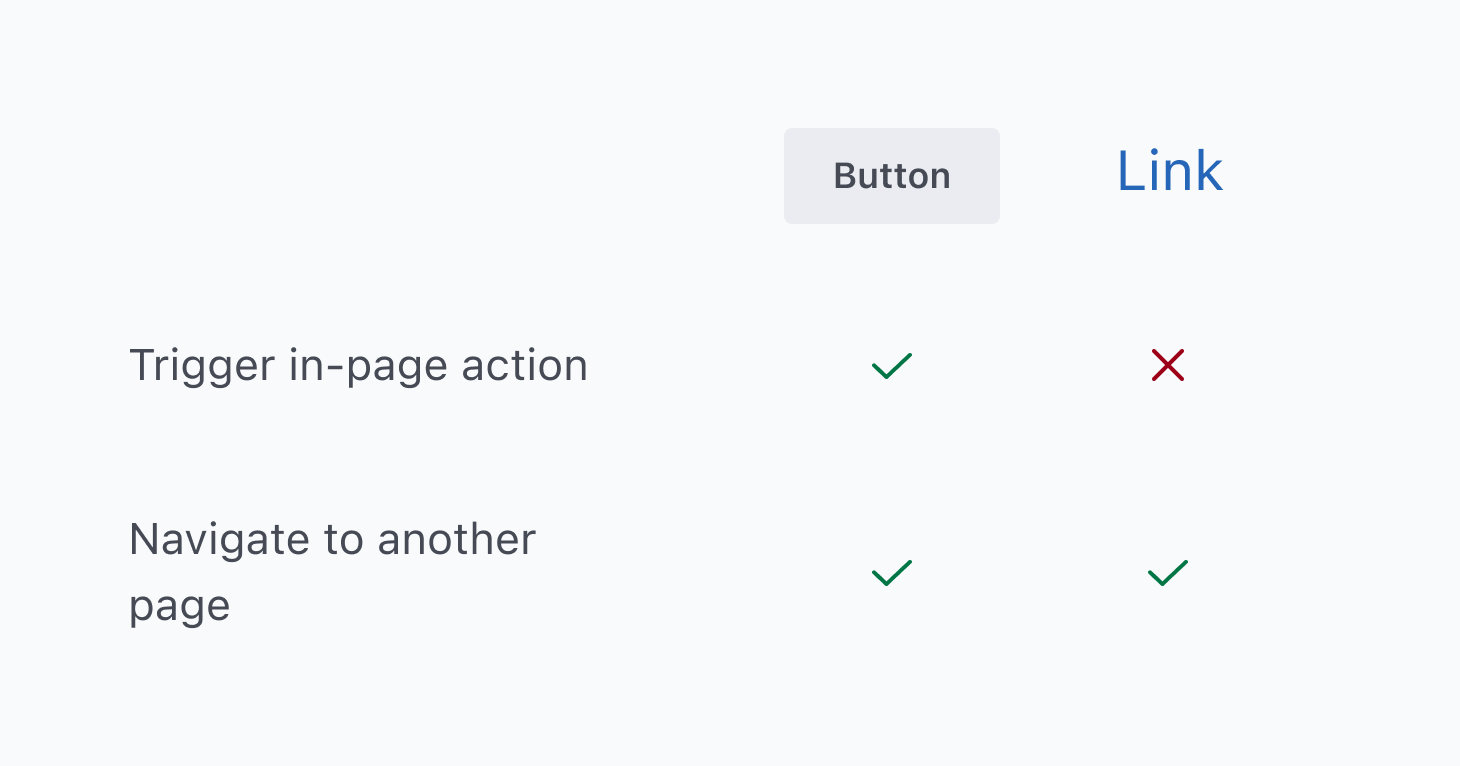 Button
Link
Trigger in-page action
Navigate to another
page